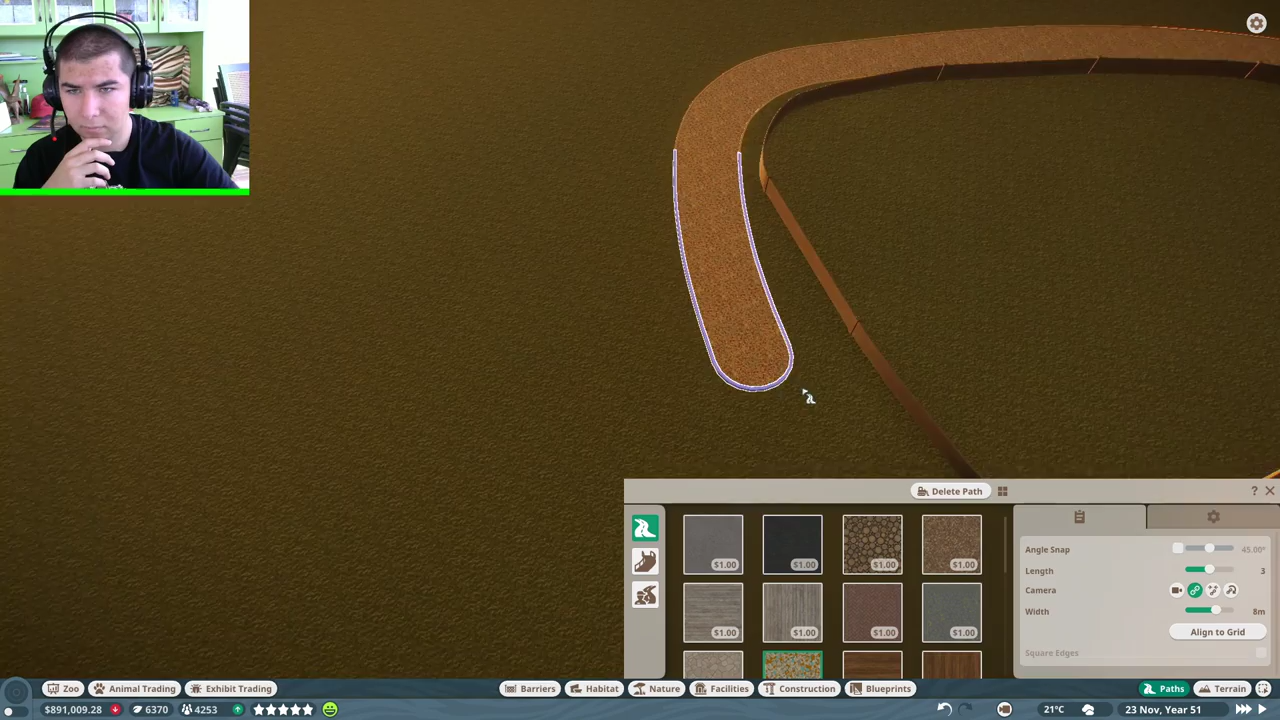 Delete Path
?
$1.00
$1.00
$1.00
$1.00
$1.00
$1.00
$1.00
$1.00
Angle Snap
45.00°
Length
3
Camera
Width
8m
Align to Grid
Square Edges
Zoo
Animal Trading
Exhibit Trading
Barriers
Habitat
Nature
Facilities
Construction
Blueprints
Paths
Terrain
$891,009.28
6370
4253
21°C
23 Nov, Year 51